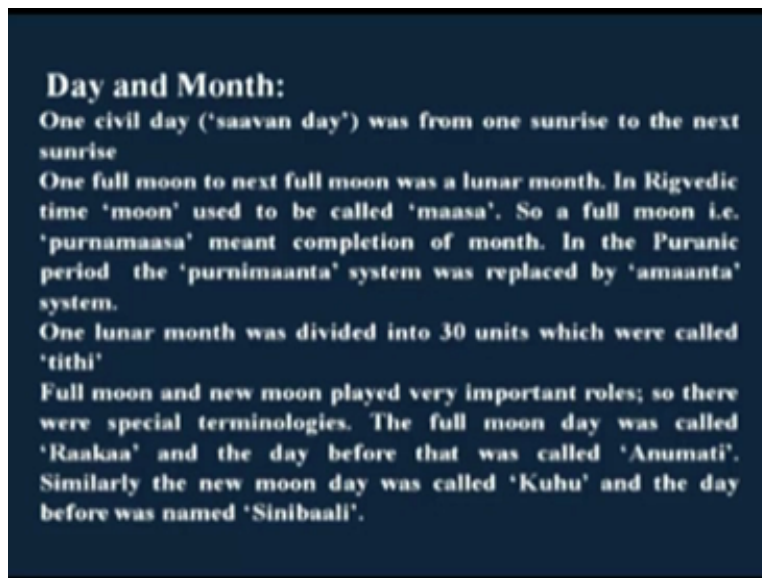 Day and Month:
One civil day (‘saavan day’) was from one sunrise to the next
sunrise
One full moon to next full moon was a lunar month. In Rigvedic
time ‘moon’ used to be called ‘maasa’. So a full moon i.e.
‘purnamaasa’ meant completion of month. In the Puranic
period the ‘purnimaanta’ system was replaced by ‘amaanta’
system.
One lunar month was divided into 30 units which were called
‘tithi’
Full moon and new moon played very important roles; so there
were special terminologies. The full moon day was called
‘Raakaa’ and the day before that was called ‘Anumati’.
Similarly the new moon day was called ‘Kuhu’ and the day
before was named ‘Sinibaali’.